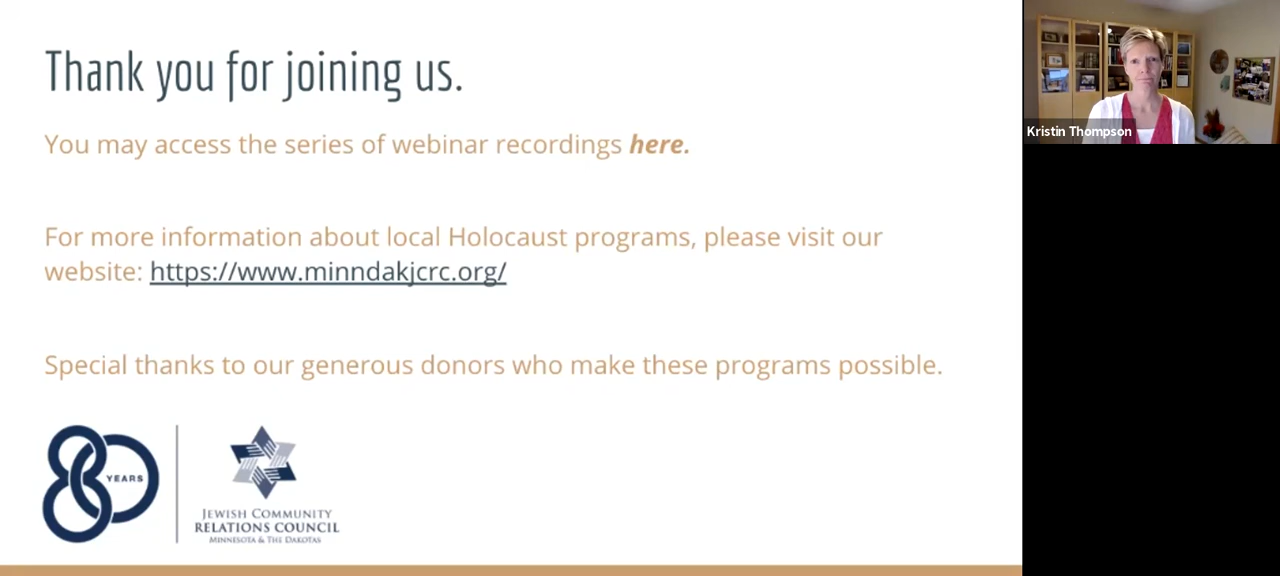 Thank you for joining us.
You may access the series of webinar recordings here.
For more information about local Holocaust programs, please visit our
website: https://www.minndakjcrc.org/
Special thanks to our generous donors who make these programs possible.
80 YEARS
JEWISH COMMUNITY
RELATIONS COUNCIL
MINNESOTA & THE DAKOTAS
Kristin Thompson